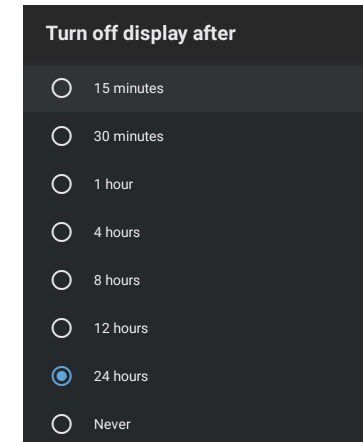 Turn off display after
15 minutes
30 minutes
1 hour
4 hours
8 hours
12 hours
24 hours
Never